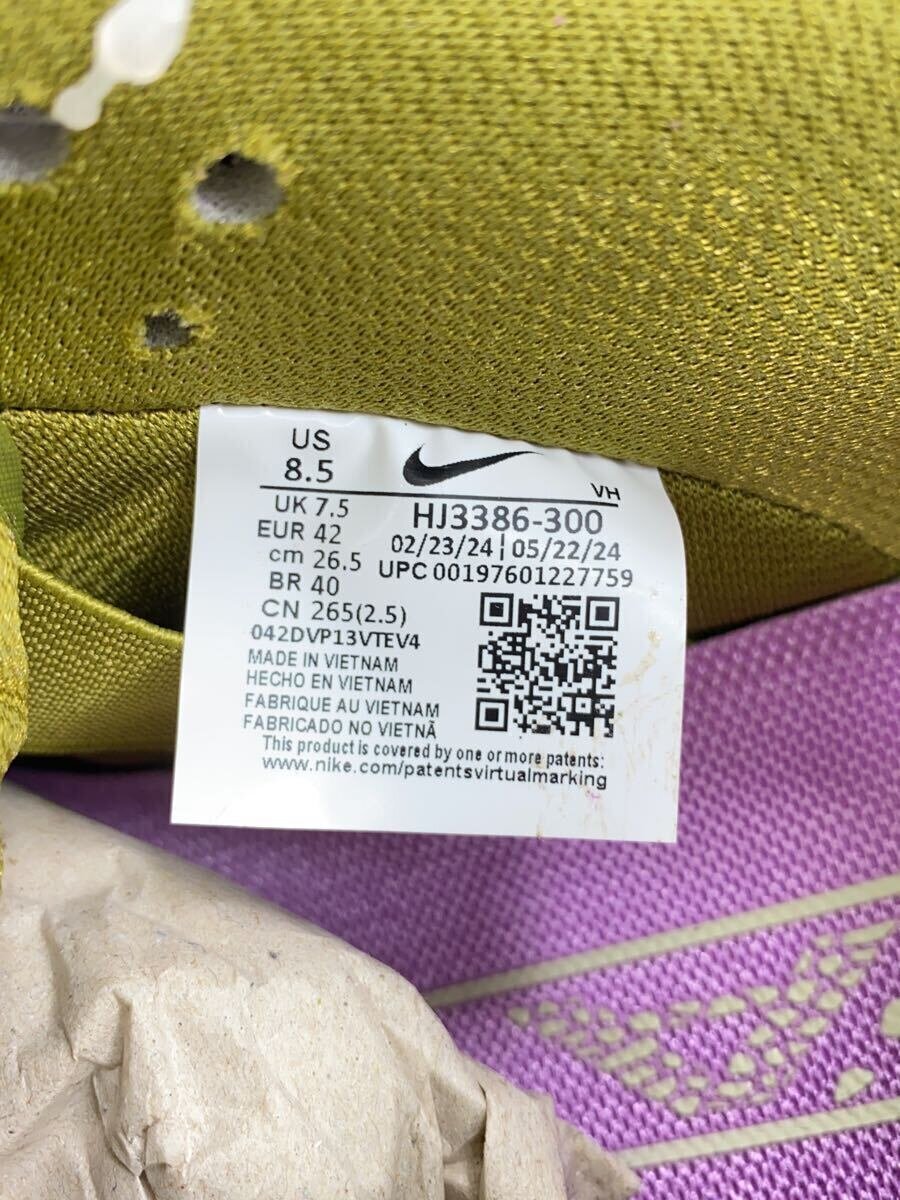 US
8.5
VH
UK 7.5
EUR 42
cm 26.5
BR 40
CN 265(2.5)
HJ3386-300
02/23/24 | 05/22/24
UPC 00197601227759
042DVP13VTEV4
MADE IN VIETNAM
HECHO EN VIETNAM
FABRIQUE AU VIETNAM
FABRICADO NO VIETNÃ
This product is covered by one or more patents:
www.nike.com/patentsvirtualmarking